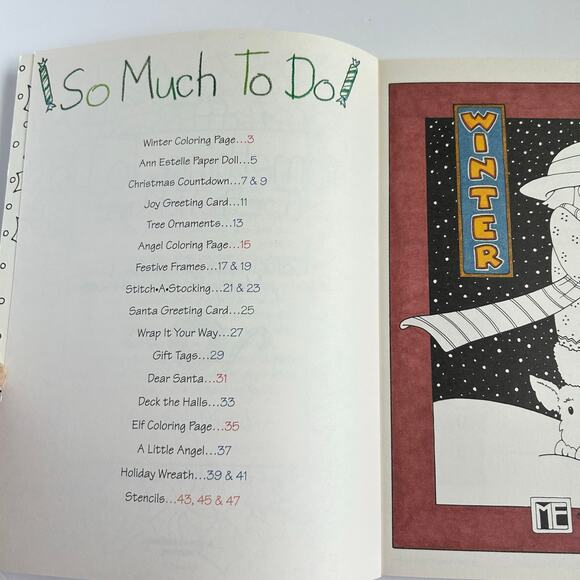 So Much To Do
Winter Coloring Page...3
Ann Estelle Paper Doll...5
Christmas Countdown...7 & 9
Joy Greeting Card...11
Tree Ornaments...13
Angel Coloring Page...15
Festive Frames...17 & 19
Stitch•A•Stocking...21 & 23
Santa Greeting Card...25
Wrap It Your Way...27
Gift Tags...29
Dear Santa...31
Deck the Halls...33
Elf Coloring Page...35
A Little Angel...37
Holiday Wreath...39 & 41
Stencils...43, 45 & 47
WINTER
ME